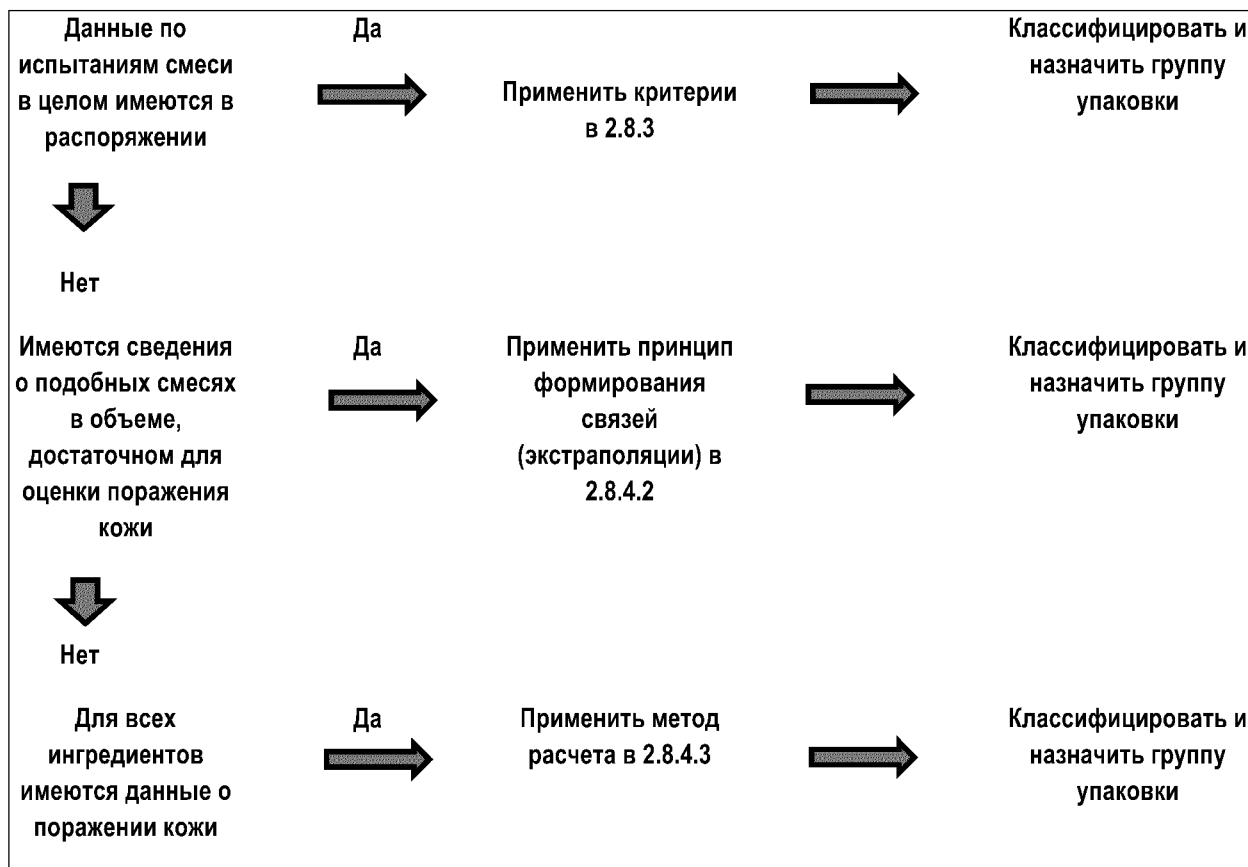 Данные по
испытаниям смеси
в целом имеются в
распоряжении
Да
Применить критерии
в 2.8.3
Классифицировать и
назначить группу
упаковки
Нет
Имеются сведения
о подобных смесях
в объеме,
достаточном для
оценки поражения
кожи
Да
Применить принцип
формирования
связей
(экстраполяции) в
2.8.4.2
Классифицировать и
назначить группу
упаковки
Нет
Для всех
ингредиентов
имеются данные о
поражении кожи
Да
Применить метод
расчета в 2.8.4.3
Классифицировать и
назначить группу
упаковки